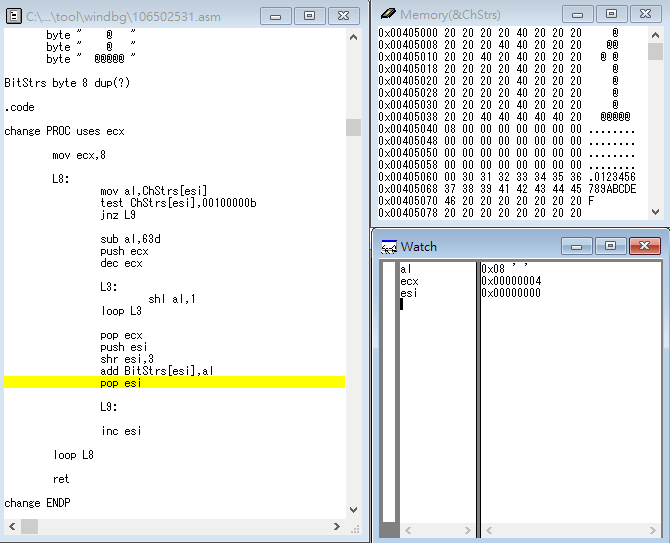 C:\...\tool\windbg\106502531.asm
byte "    @   "
byte "    @   "
byte "  @@@@@ "
BitStrs byte 8 dup(?)
.code
change PROC uses ecx
mov ecx,8
L8:
mov al,ChStrs[esi]
test ChStrs[esi],00100000b
jnz L9
sub al,63d
push ecx
dec ecx
L3:
shl al,1
loop L3
pop ecx
push esi
shr esi,3
add BitStrs[esi],al
pop esi
L9:
inc esi
loop L8
ret
change ENDP
Memory(&ChStrs)
0x00405000 20 20 20 20 40 20 20 20     @
0x00405008 20 20 20 40 40 20 20 20    @@
0x00405010 20 20 40 20 40 20 20 20   @ @
0x00405018 20 20 20 20 40 20 20 20     @
0x00405020 20 20 20 20 40 20 20 20     @
0x00405028 20 20 20 20 40 20 20 20     @
0x00405030 20 20 20 20 40 20 20 20     @
0x00405038 20 20 40 40 40 40 40 20   @@@@@
0x00405040 08 00 00 00 00 00 00 00 ........
0x00405048 00 00 00 00 00 00 00 00 ........
0x00405050 00 00 00 00 00 00 00 00 ........
0x00405058 00 00 00 00 00 00 00 00 ........
0x00405060 00 30 31 32 33 34 35 36 .0123456
0x00405068 37 38 39 41 42 43 44 45 789ABCDE
0x00405070 46 20 20 20 20 20 20 20 F
0x00405078 20 20 20 20 20 20 20 20
Watch
al 0x08 ' '
ecx 0x00000004
esi 0x00000000